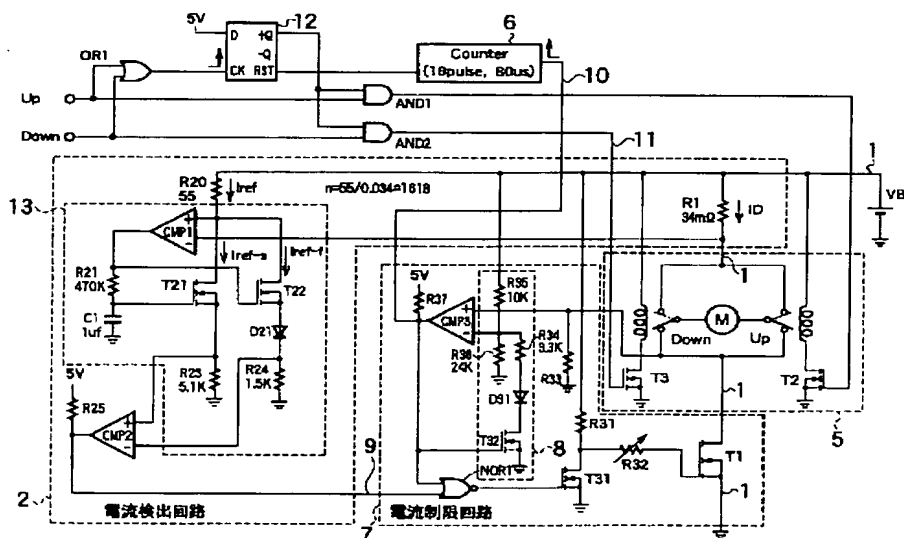 5V
D
+Q
12
-Q
CK
RST
OR1
6
Counter
(16pulse, 80us)
10
Up
Down
AND1
AND2
11
1
R20
55
Iref
n=55/0.034=1618
R1
34mΩ
ID
VB
13
CMP1
Iref-s
Iref-f
R21
470K
T21
T22
C1
1uf
D21
R23
5.1K
R24
1.5K
5V
R25
CMP2
5V
R37
CMP3
R35
10K
R36
24K
R34
3.3K
R33
D31
T32
8
R31
R32
NOR1
T31
1
M
Down
Up
T3
T2
1
5
T1
1
9
2
電流検出回路
7
電流制限回路